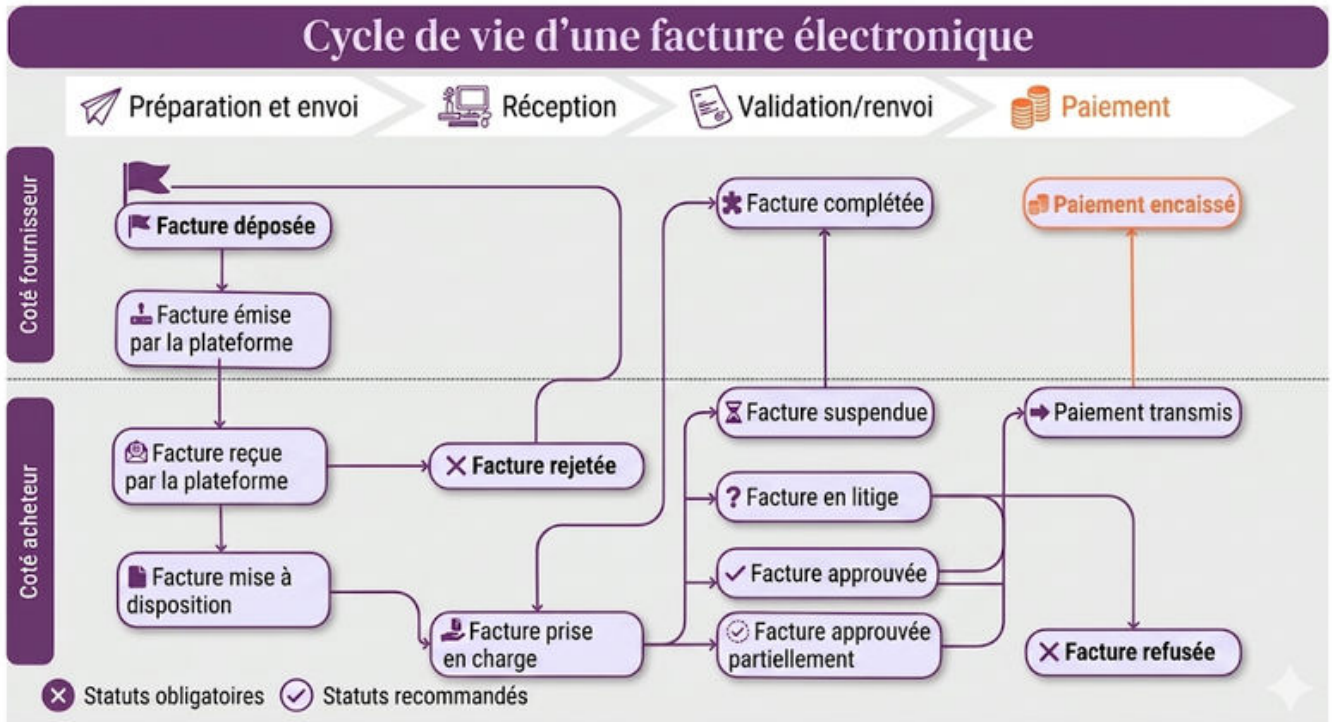 Cycle de vie d’une facture électronique
Préparation et envoi
Réception
Validation/renvoi
Paiement
Coté fournisseur
Facture déposée
Facture complétée
Paiement encaissé
Facture émise
par la plateforme
Coté acheteur
Facture suspendue
Paiement transmis
Facture reçue
par la plateforme
Facture rejetée
Facture en litige
Facture mise à
disposition
Facture approuvée
Facture prise
en charge
Facture approuvée
partiellement
Facture refusée
Statuts obligatoires
Statuts recommandés